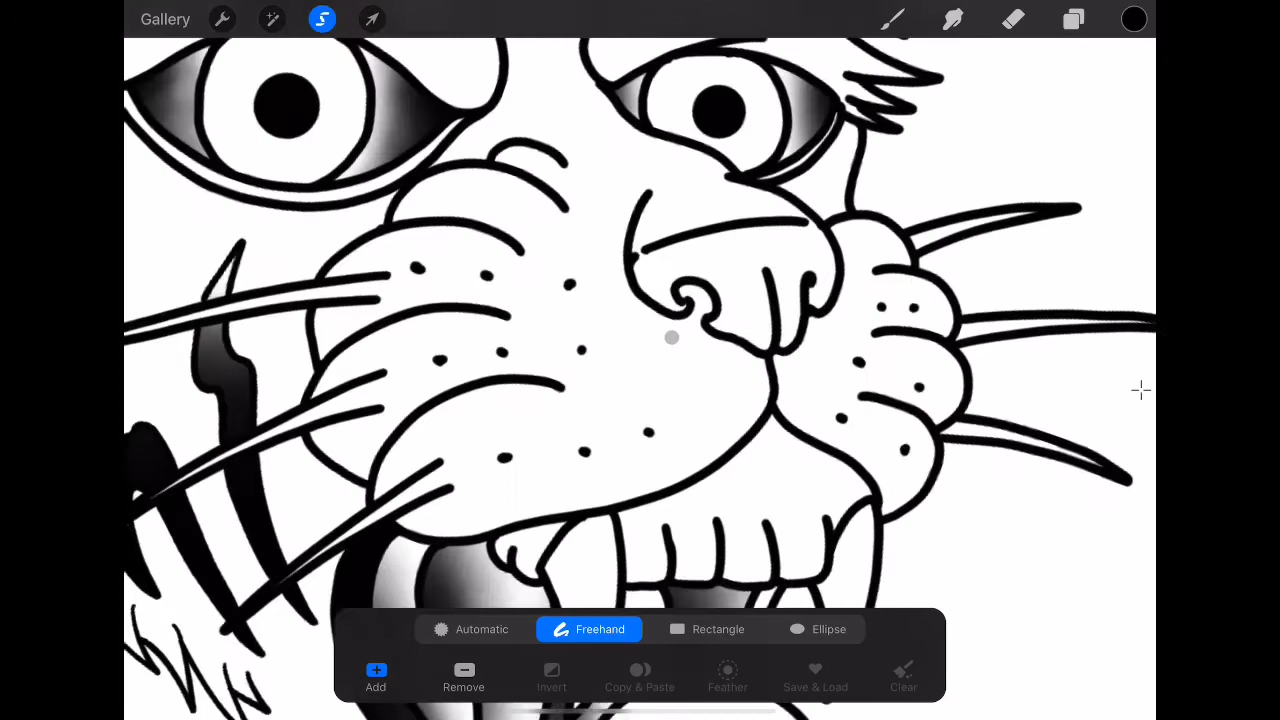 Gallery
Automatic Freehand Rectangle Ellipse
Add Remove Invert Copy & Paste Feather Save & Load Clear